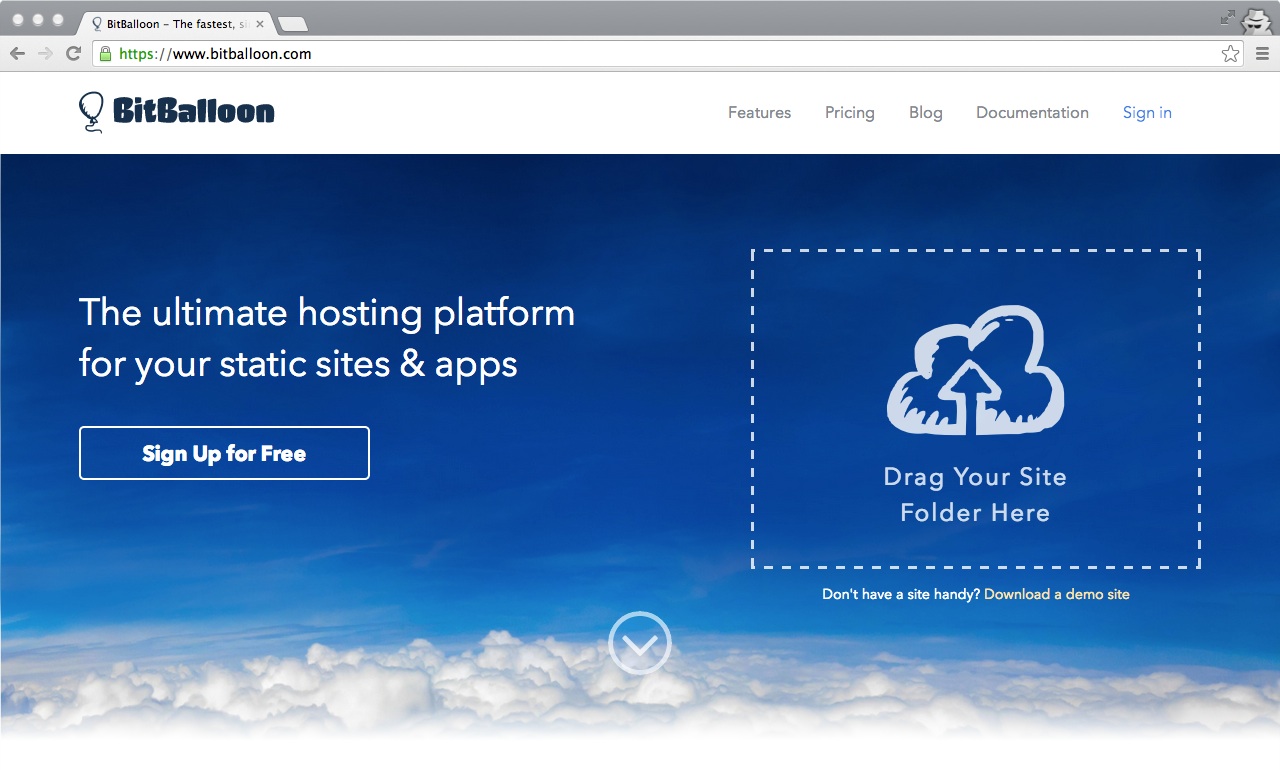 BitBalloon – The fastest, si
https://www.bitballoon.com
BitBalloon
Features Pricing Blog Documentation Sign in
The ultimate hosting platform
for your static sites & apps
Sign Up for Free
Drag Your Site
Folder Here
Don't have a site handy? Download a demo site